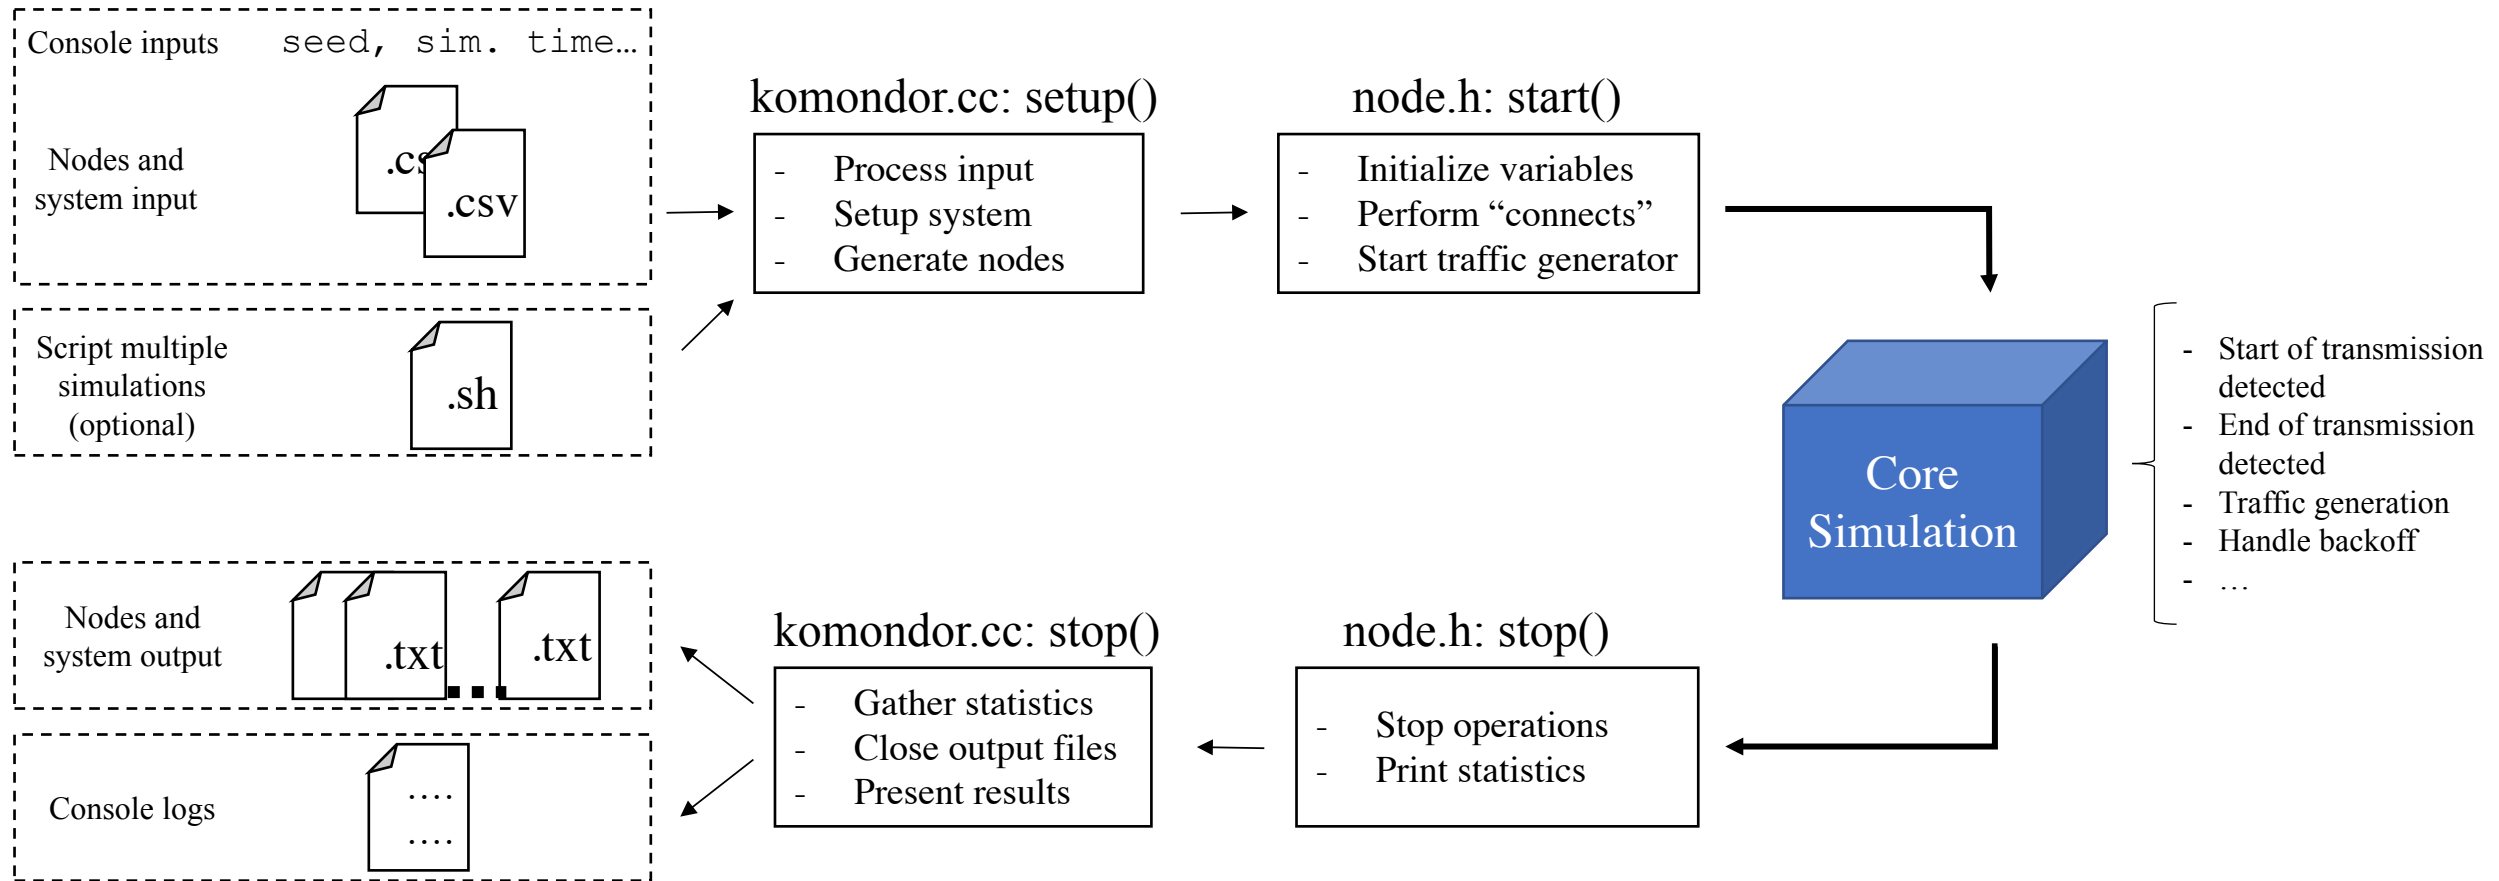 Console inputs
seed, sim. time…
Nodes and
system input
.cs
.csv
komondor.cc: setup()
- Process input
- Setup system
- Generate nodes
node.h: start()
- Initialize variables
- Perform “connects”
- Start traffic generator
Script multiple
simulations
(optional)
.sh
Core
Simulation
- Start of transmission
detected
- End of transmission
detected
- Traffic generation
- Handle backoff
- …
Nodes and
system output
.txt
...
.txt
komondor.cc: stop()
- Gather statistics
- Close output files
- Present results
node.h: stop()
- Stop operations
- Print statistics
Console logs
....
....